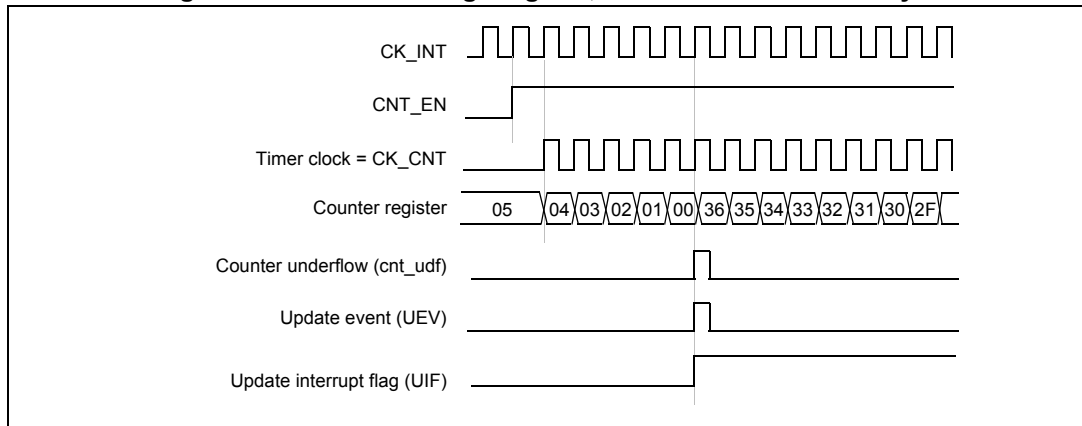 CK_INT
CNT_EN
Timer clock = CK_CNT
Counter register 05 04 03 02 01 00 36 35 34 33 32 31 30 2F
Counter underflow (cnt_udf)
Update event (UEV)
Update interrupt flag (UIF)